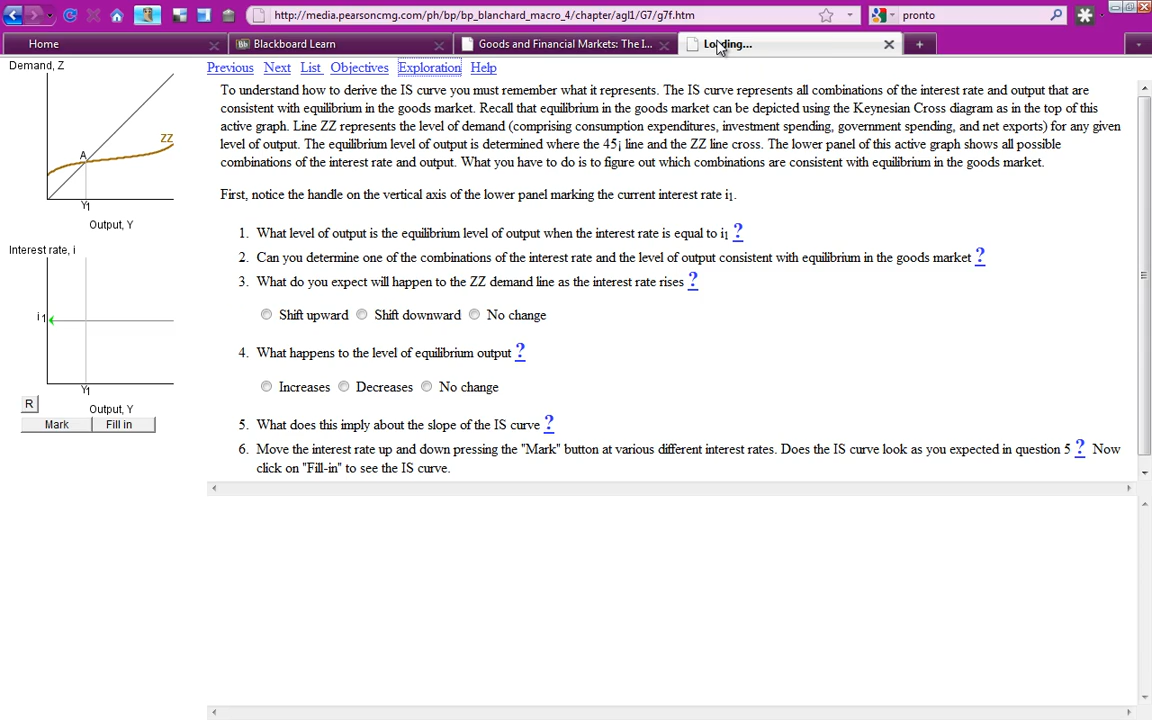 http://media.pearsoncmg.com/ph/bp/bp_blanchard_macro_4/chapter/agl1/G7/g7f.htm
pronto
Home
Blackboard Learn
Goods and Financial Markets: The I...
Loading...
Previous Next List Objectives Exploration Help
Demand, Z
ZZ
A
Y1
Output, Y
Interest rate, i
i1
Y1
Output, Y
R
Mark
Fill in
To understand how to derive the IS curve you must remember what it represents. The IS curve represents all combinations of the interest rate and output that are
consistent with equilibrium in the goods market. Recall that equilibrium in the goods market can be depicted using the Keynesian Cross diagram as in the top of this
active graph. Line ZZ represents the level of demand (comprising consumption expenditures, investment spending, government spending, and net exports) for any given
level of output. The equilibrium level of output is determined where the 45¡ line and the ZZ line cross. The lower panel of this active graph shows all possible
combinations of the interest rate and output. What you have to do is to figure out which combinations are consistent with equilibrium in the goods market.
First, notice the handle on the vertical axis of the lower panel marking the current interest rate i1.
1. What level of output is the equilibrium level of output when the interest rate is equal to i1 ?
2. Can you determine one of the combinations of the interest rate and the level of output consistent with equilibrium in the goods market ?
3. What do you expect will happen to the ZZ demand line as the interest rate rises ?
Shift upward Shift downward No change
4. What happens to the level of equilibrium output ?
Increases Decreases No change
5. What does this imply about the slope of the IS curve ?
6. Move the interest rate up and down pressing the "Mark" button at various different interest rates. Does the IS curve look as you expected in question 5 ? Now
click on "Fill-in" to see the IS curve.